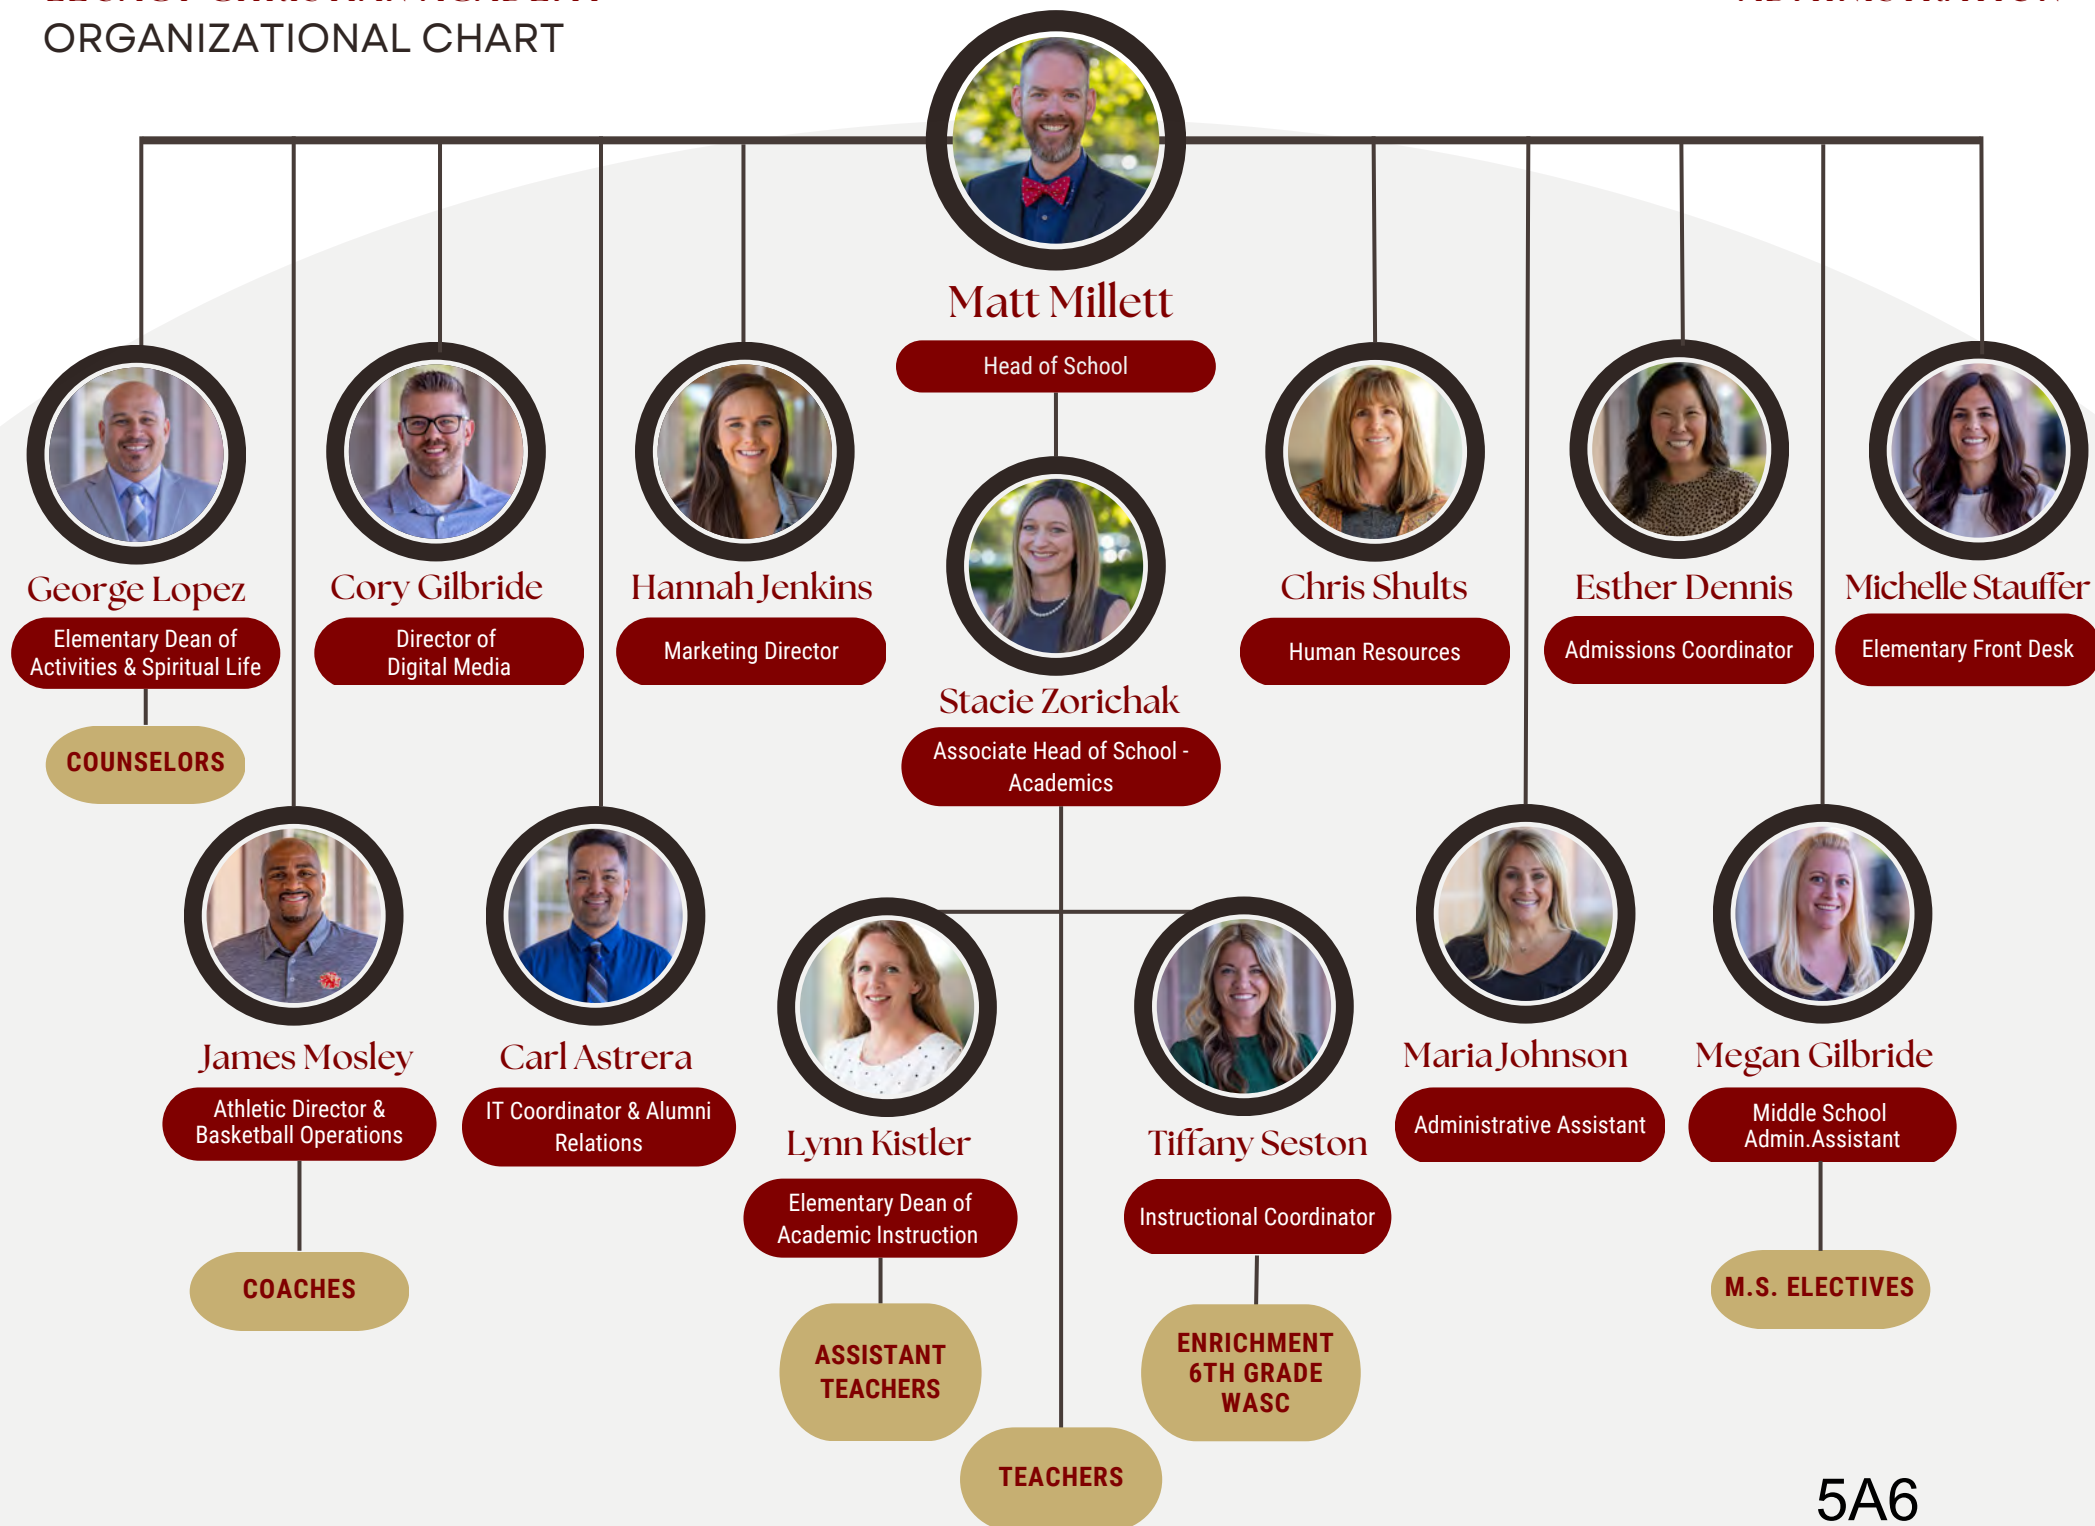 LEGACY CHRISTIAN ACADEMY
ADMINISTRATION
ORGANIZATIONAL CHART
Matt Millett
Head of School
George Lopez
Elementary Dean of
Activities & Spiritual Life
COUNSELORS
Cory Gilbride
Director of
Digital Media
Hannah Jenkins
Marketing Director
Stacie Zorichak
Associate Head of School -
Academics
Chris Shults
Human Resources
Esther Dennis
Admissions Coordinator
Michelle Stauffer
Elementary Front Desk
James Mosley
Athletic Director &
Basketball Operations
COACHES
Carl Astrera
IT Coordinator & Alumni
Relations
Lynn Kistler
Elementary Dean of
Academic Instruction
ASSISTANT
TEACHERS
Tiffany Seston
Instructional Coordinator
ENRICHMENT
6TH GRADE
WASC
TEACHERS
Maria Johnson
Administrative Assistant
Megan Gilbride
Middle School
Admin.Assistant
M.S. ELECTIVES
5A6